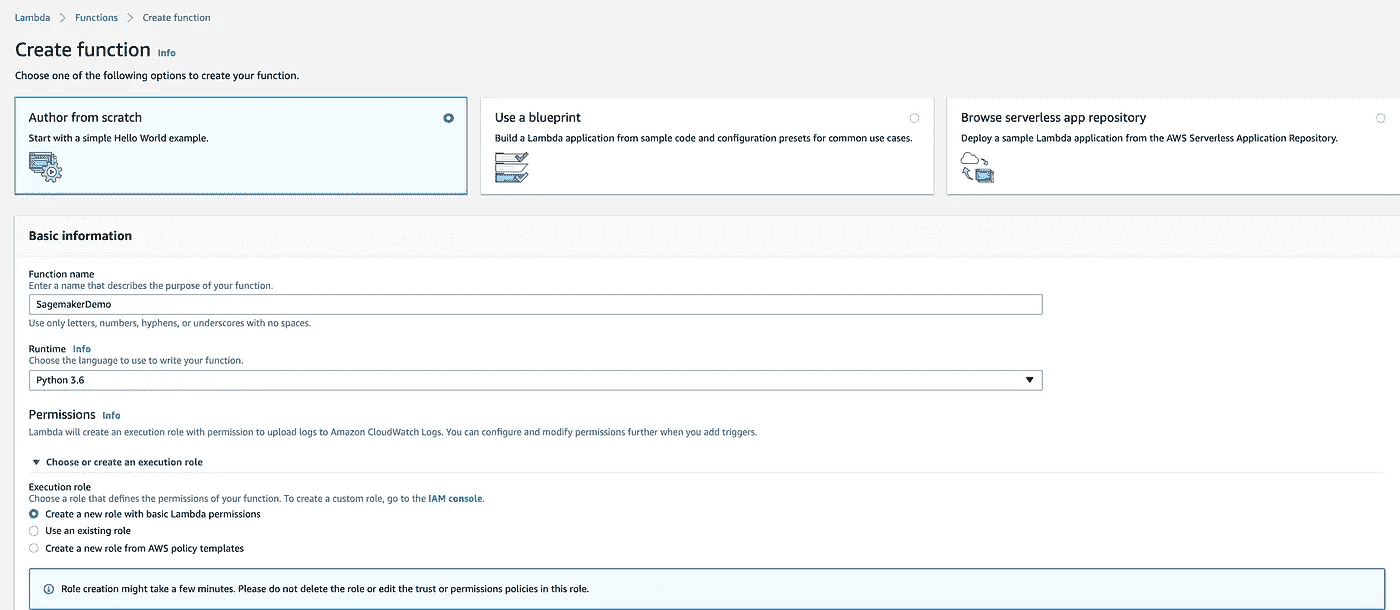 Lambda > Functions > Create function
Create function Info
Choose one of the following options to create your function.
Author from scratch
Start with a simple Hello World example.
Use a blueprint
Build a Lambda application from sample code and configuration presets for common use cases.
Browse serverless app repository
Deploy a sample Lambda application from the AWS Serverless Application Repository.
Basic information
Function name
Enter a name that describes the purpose of your function.
SagemakerDemo
Use only letters, numbers, hyphens, or underscores with no spaces.
Runtime Info
Choose the language to use to write your function.
Python 3.6
Permissions Info
Lambda will create an execution role with permission to upload logs to Amazon CloudWatch Logs. You can configure and modify permissions further when you add triggers.
Choose or create an execution role
Execution role
Choose a role that defines the permissions of your function. To create a custom role, go to the IAM console.
Create a new role with basic Lambda permissions
Use an existing role
Create a new role from AWS policy templates
Role creation might take a few minutes. Please do not delete the role or edit the trust or permissions policies in this role.